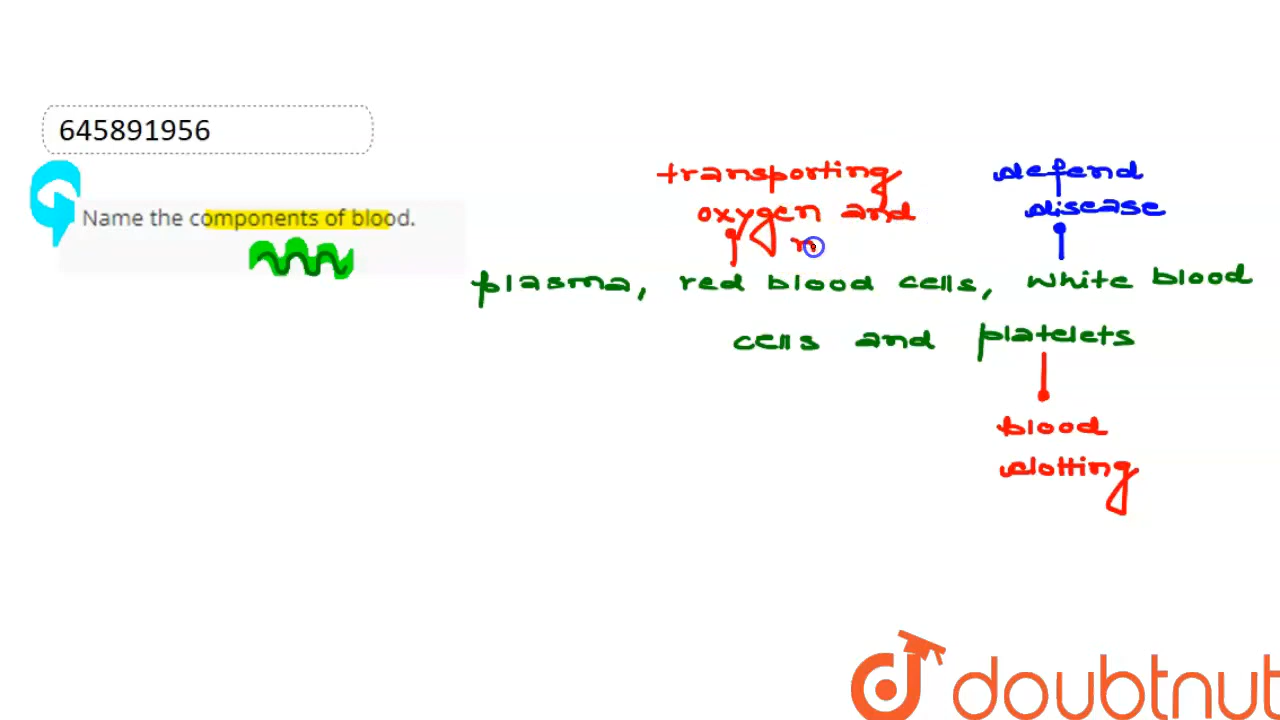 645891956
Name the components of blood.
transporting
oxygen and
n
defend
disease
plasma, red blood cells, white blood
cells and platelets
blood
clotting
doubtnut